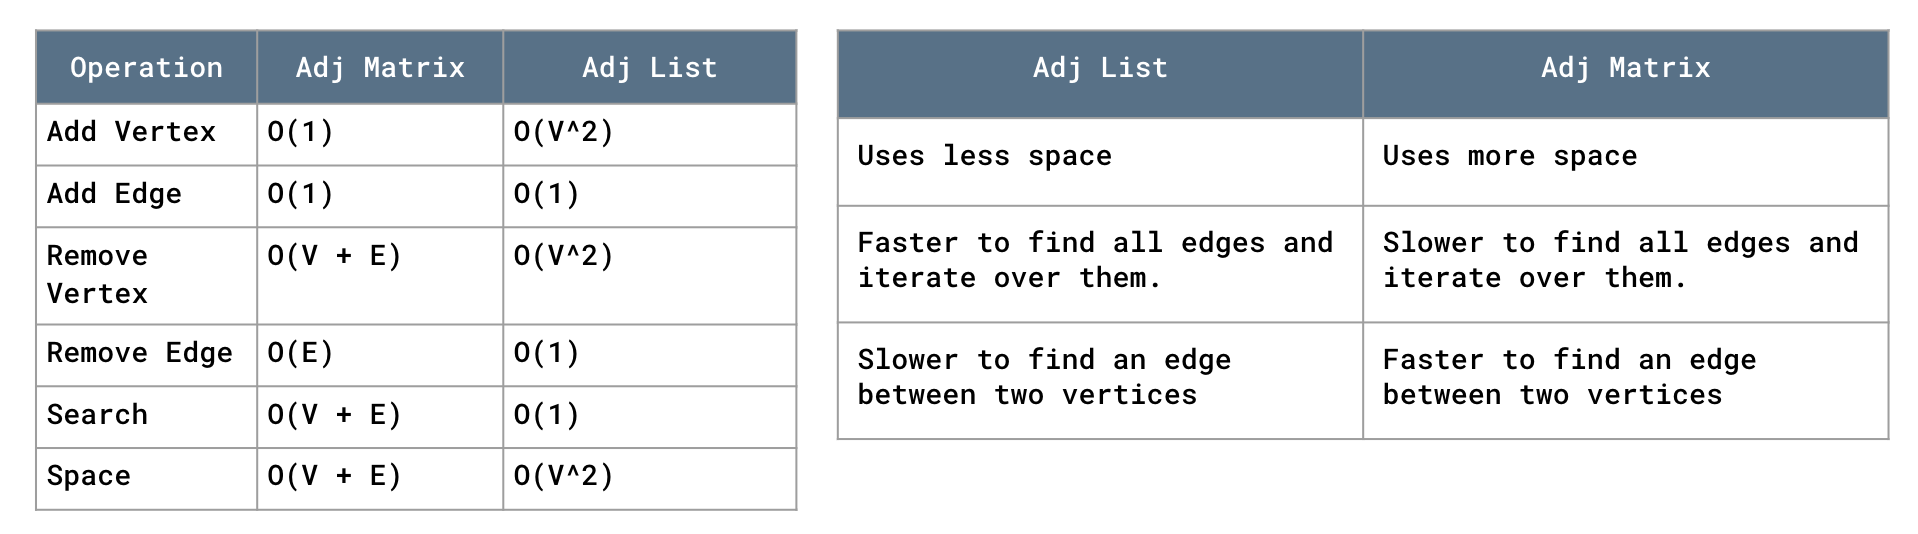 Operation Adj Matrix Adj List
Add Vertex O(1) O(V^2)
Add Edge O(1) O(1)
Remove O(V + E) O(V^2)
Vertex
Remove Edge O(E) O(1)
Search O(V + E) O(1)
Space O(V + E) O(V^2)
Adj List Adj Matrix
Uses less space Uses more space
Faster to find all edges and Slower to find all edges and
iterate over them. iterate over them.
Slower to find an edge Faster to find an edge
between two vertices between two vertices